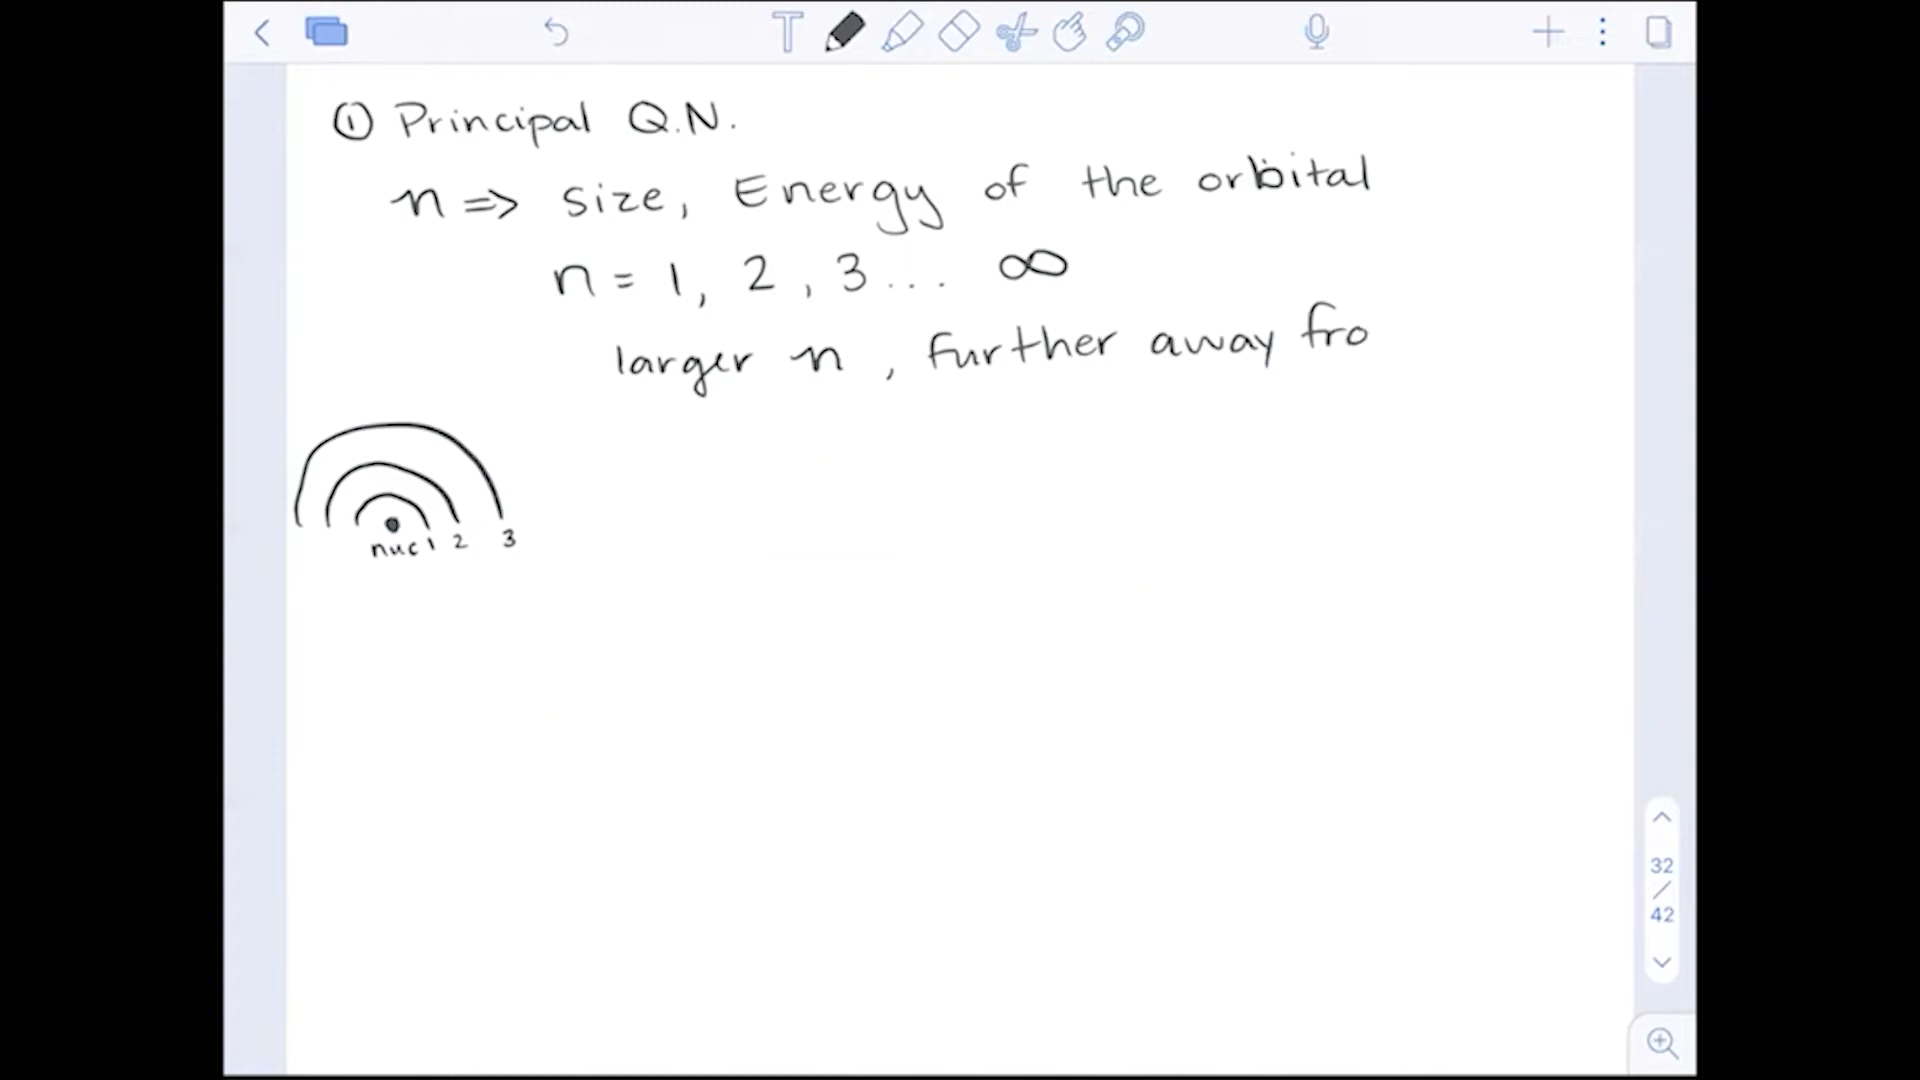 ① Principal Q.N.
n => size, Energy of the orbital
n = 1, 2, 3... ∞
larger n, further away fro
nuc 1 2 3
32
/
42